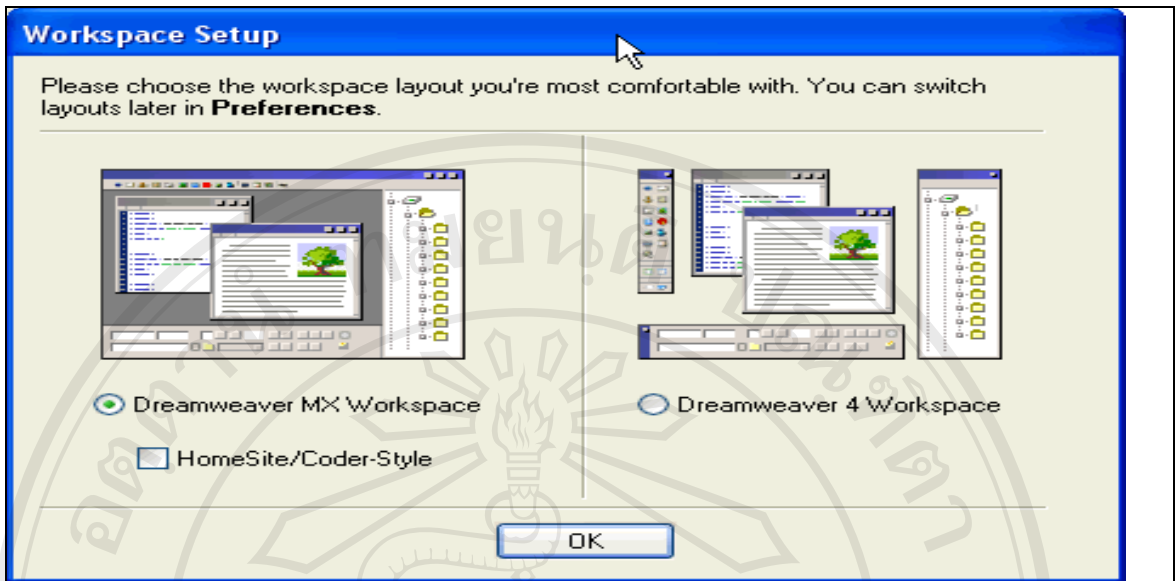 Workspace Setup
Please choose the workspace layout you're most comfortable with. You can switch
layouts later in Preferences.
Dreamweaver MX Workspace
Dreamweaver 4 Workspace
HomeSite/Coder-Style
OK